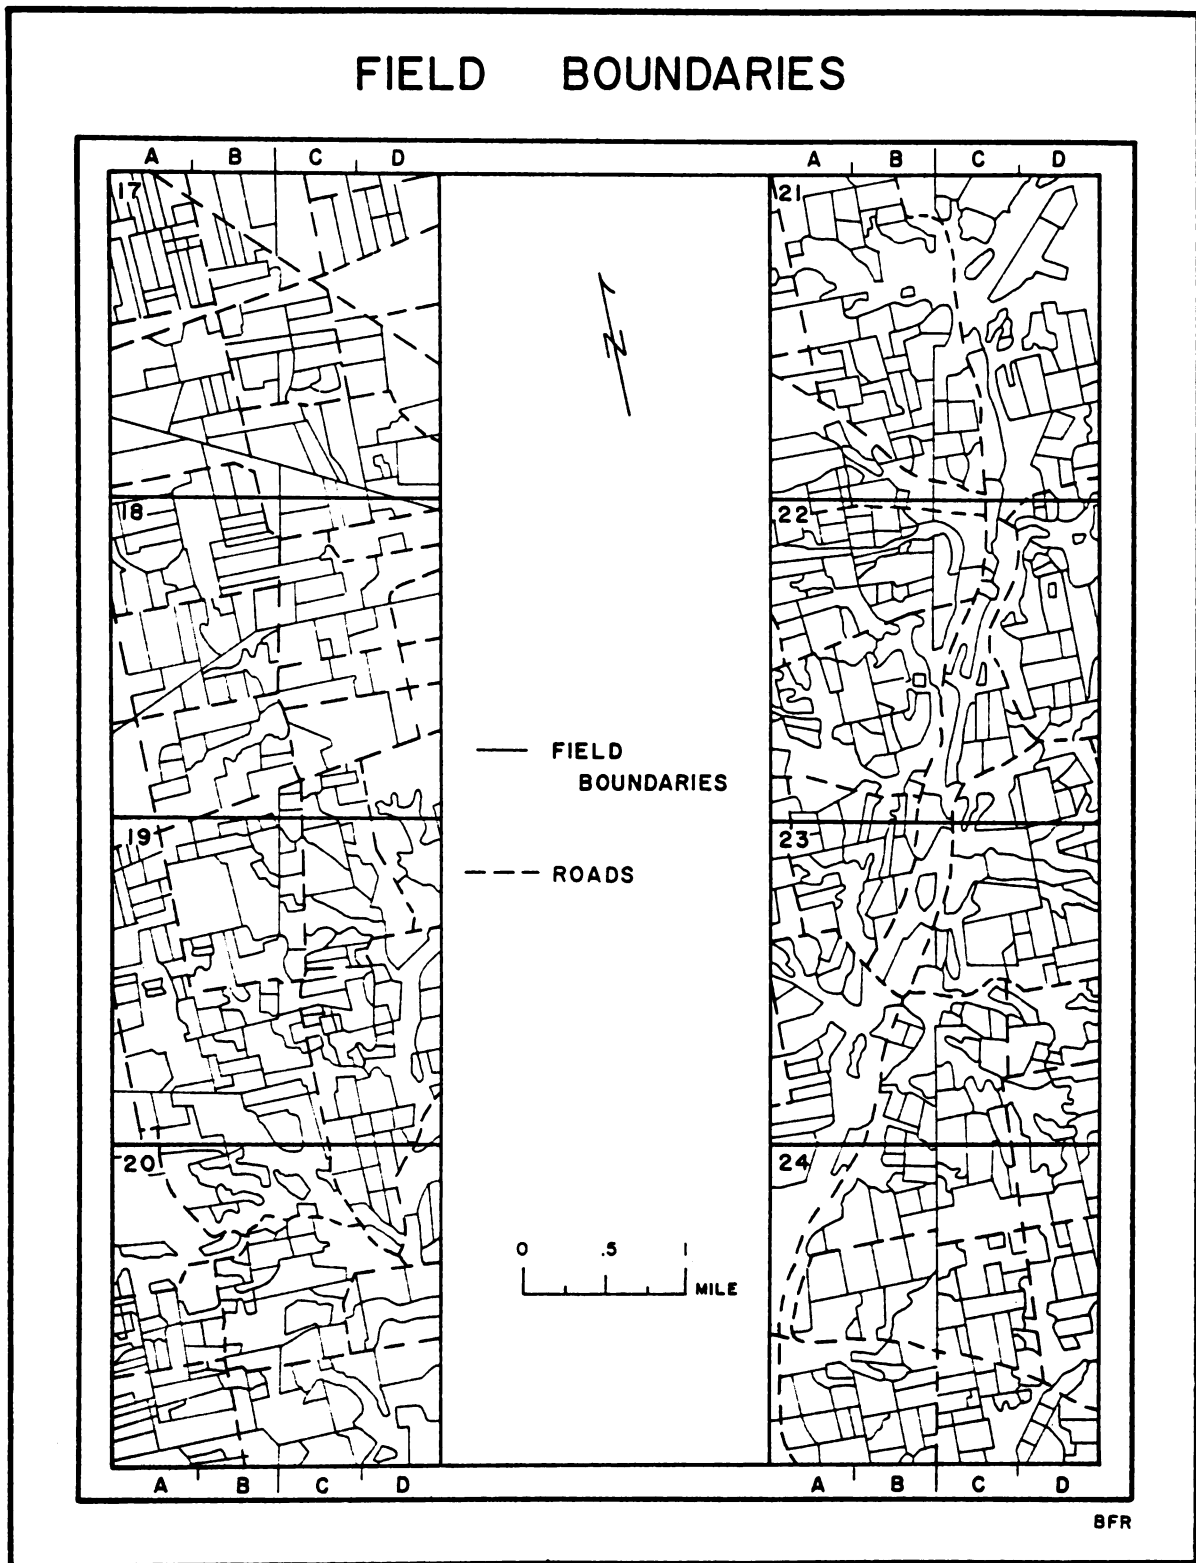 FIELD BOUNDARIES
A B C D
A B C D
17
21
18
22
FIELD
BOUNDARIES
19
23
ROADS
20
24
0 .5 1
MILE
A B C D
A B C D
BFR